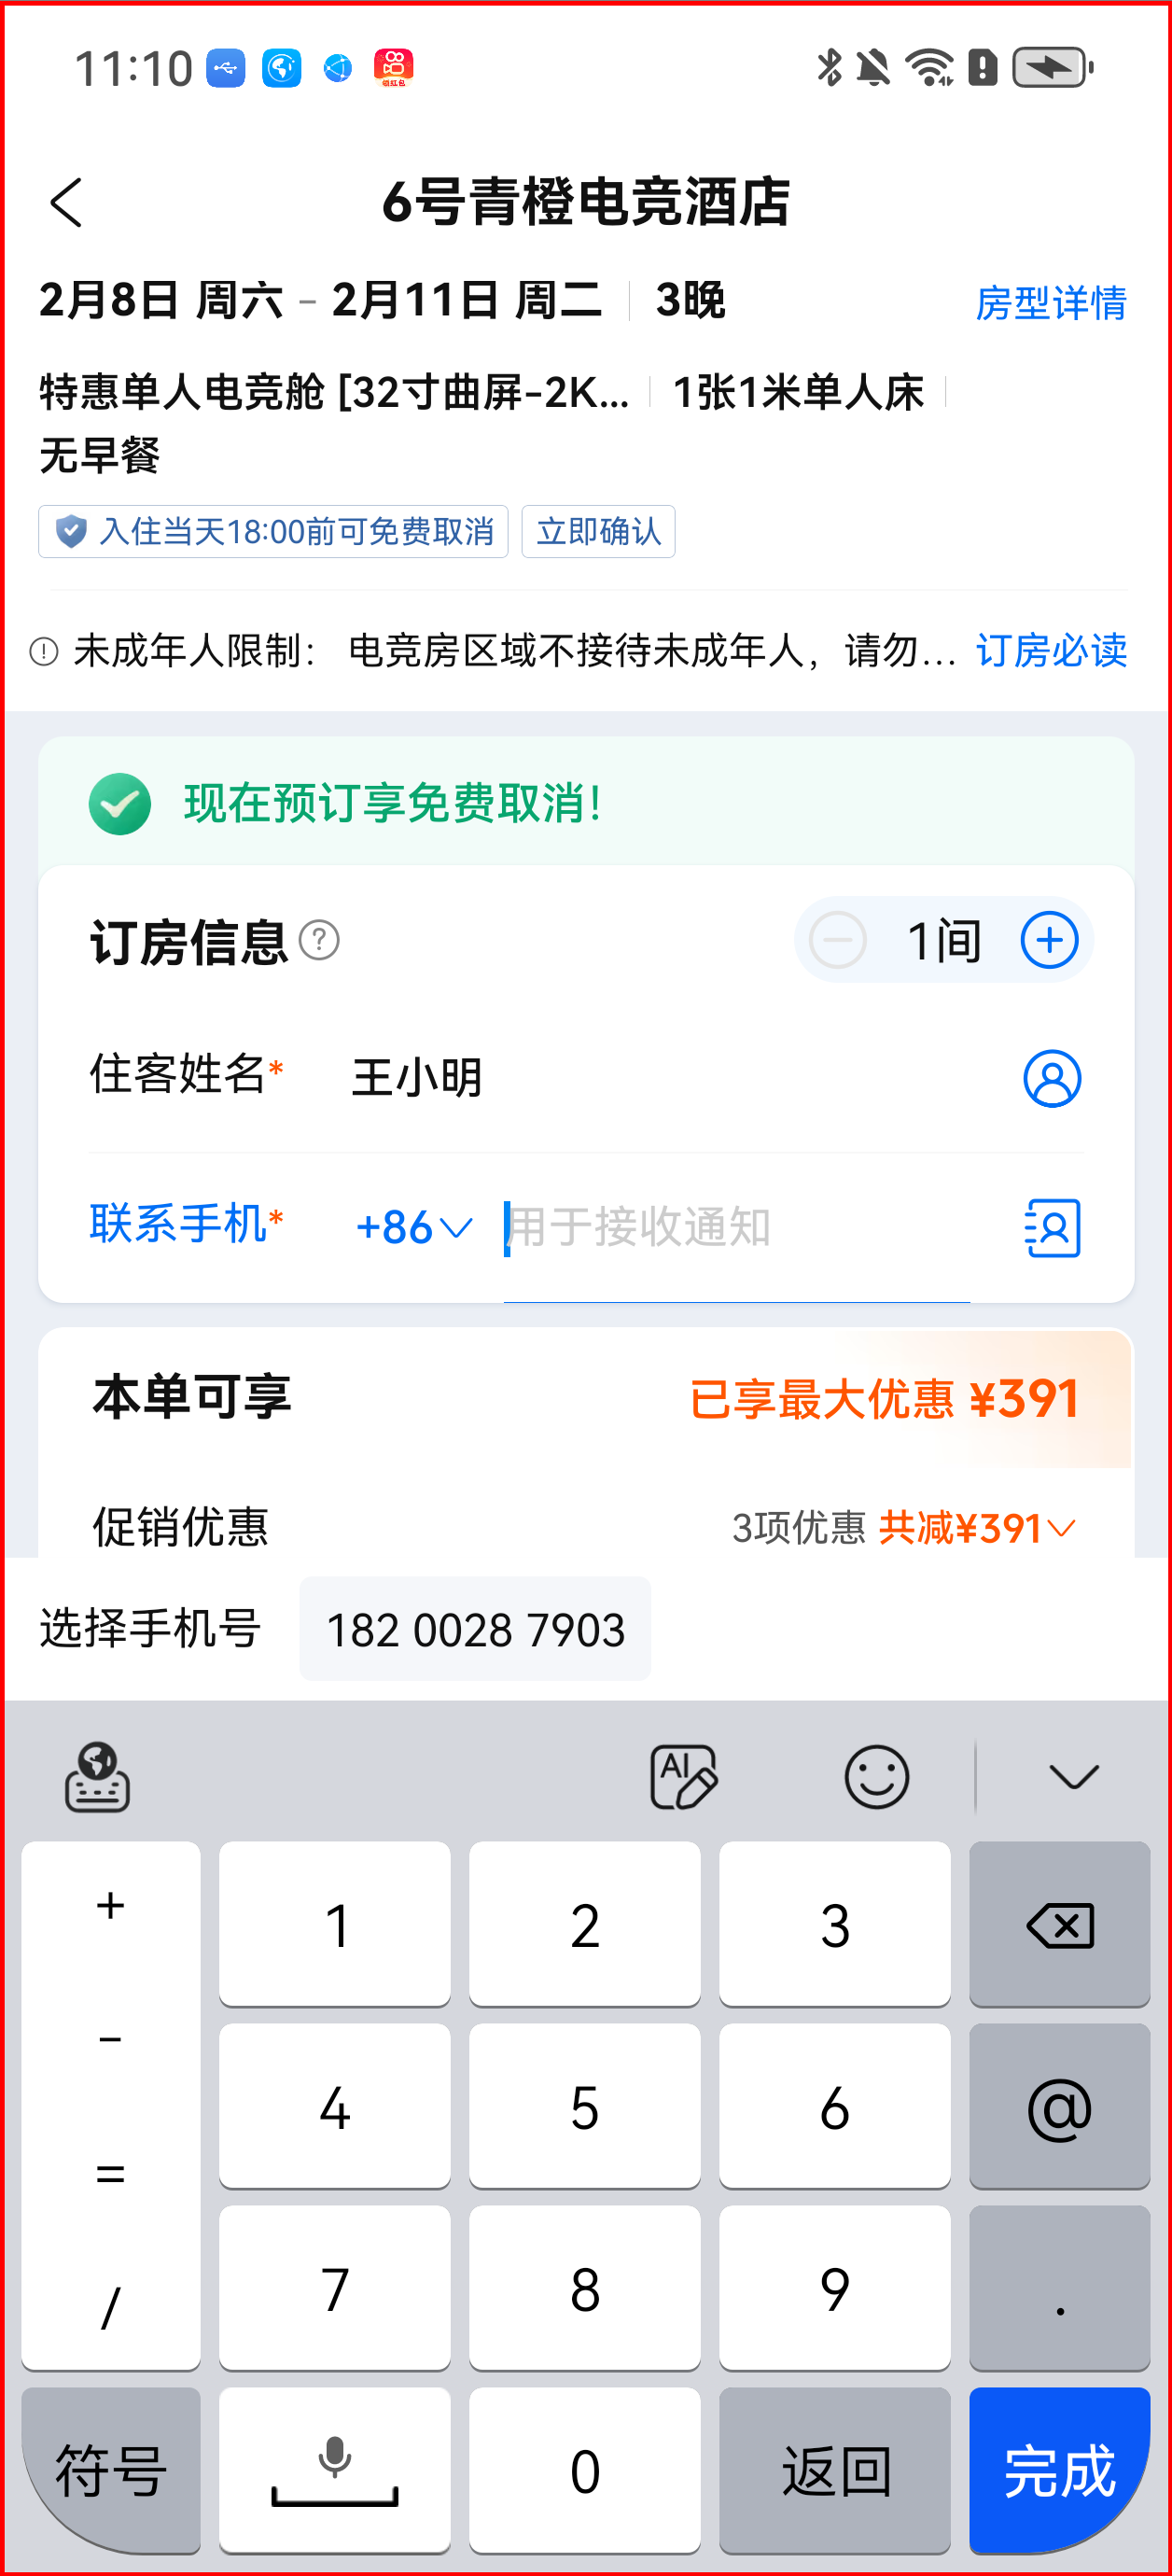 11:10
领红包
6号青橙电竞酒店
2月8日 周六 - 2月11日 周二 3晚 房型详情
特惠单人电竞舱 [32寸曲屏-2K... 1张1米单人床
无早餐
入住当天18:00前可免费取消 立即确认
未成年人限制： 电竞房区域不接待未成年人，请勿... 订房必读
现在预订享免费取消！
订房信息 ? 1间
住客姓名* 王小明
联系手机* +86 用于接收通知
本单可享 已享最大优惠 ¥391
促销优惠 3项优惠 共减¥391
选择手机号 182 0028 7903
AI
+ 1 2 3
- 4 5 6 @
=
/ 7 8 9 .
符号 0 返回 完成